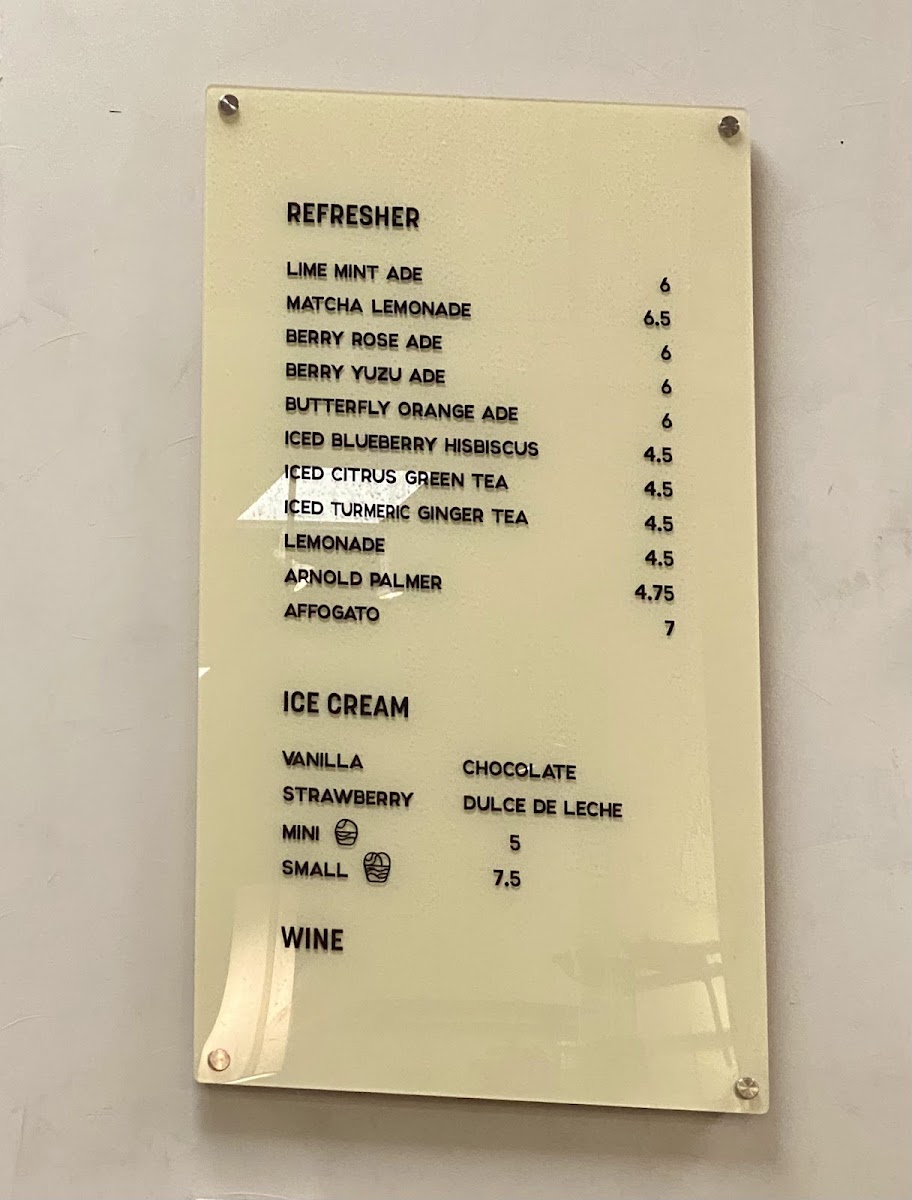 REFRESHER
LIME MINT ADE 6
MATCHA LEMONADE 6.5
BERRY ROSE ADE 6
BERRY YUZU ADE 6
BUTTERFLY ORANGE ADE 6
ICED BLUEBERRY HISBISCUS 4.5
ICED CITRUS GREEN TEA 4.5
ICED TURMERIC GINGER TEA 4.5
LEMONADE 4.5
ARNOLD PALMER 4.75
AFFOGATO 7
ICE CREAM
VANILLA CHOCOLATE
STRAWBERRY DULCE DE LECHE
MINI 5
SMALL 7.5
WINE